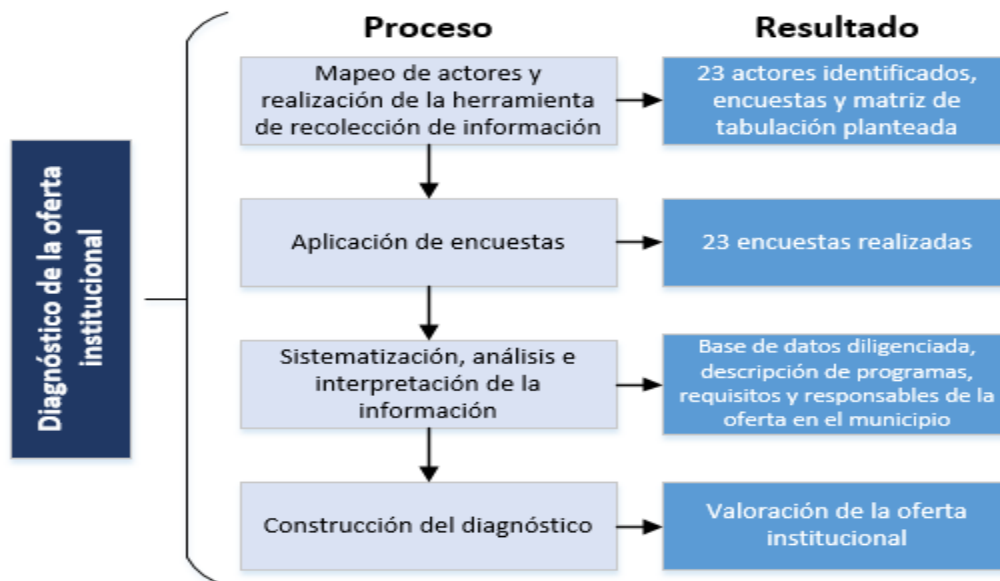 Diagnóstico de la oferta
institucional
Proceso
Resultado
Mapeo de actores y
realización de la herramienta
de recolección de información
23 actores identificados,
encuestas y matriz de
tabulación planteada
Aplicación de encuestas
23 encuestas realizadas
Sistematización, análisis e
interpretación de la
información
Base de datos diligenciada,
descripción de programas,
requisitos y responsables de la
oferta en el municipio
Construcción del diagnóstico
Valoración de la oferta
institucional